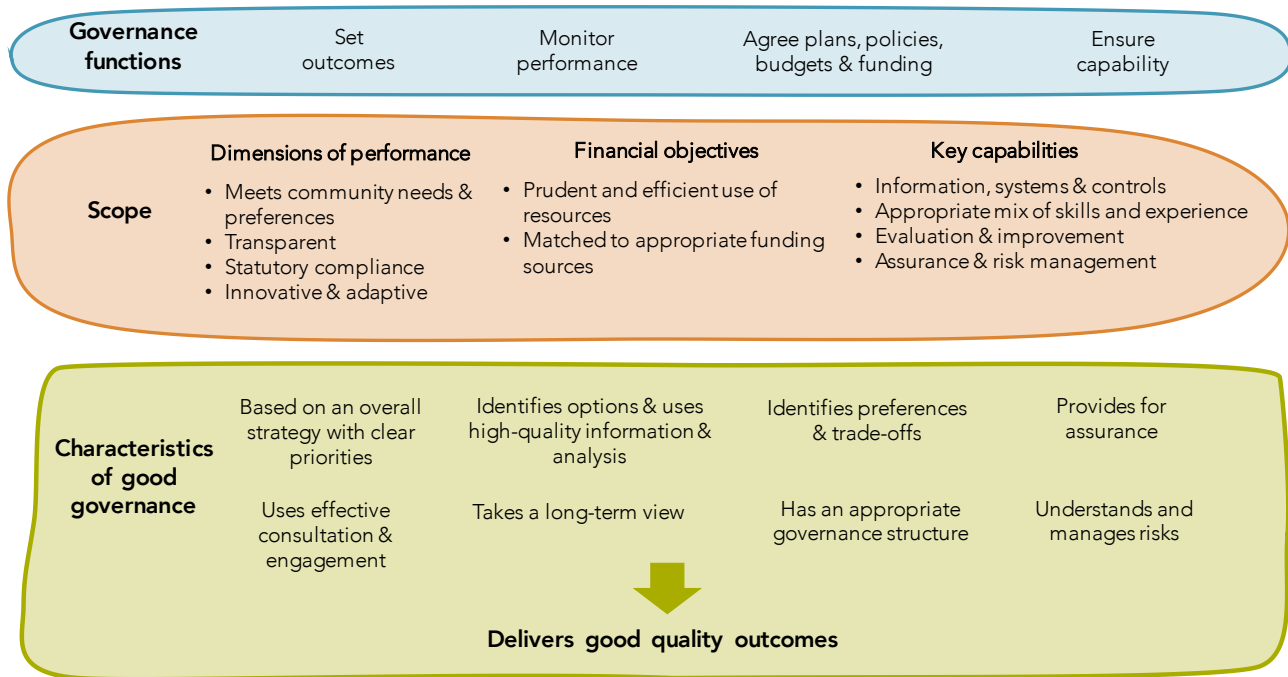 Governance
functions
Set
outcomes
Monitor
performance
Agree plans, policies,
budgets & funding
Ensure
capability
Scope
Dimensions of performance
• Meets community needs &
preferences
• Transparent
• Statutory compliance
• Innovative & adaptive
Financial objectives
• Prudent and efficient use of
resources
• Matched to appropriate funding
sources
Key capabilities
• Information, systems & controls
• Appropriate mix of skills and experience
• Evaluation & improvement
• Assurance & risk management
Characteristics
of good
governance
Based on an overall
strategy with clear
priorities
Identifies options & uses
high-quality information &
analysis
Identifies preferences
& trade-offs
Provides for
assurance
Uses effective
consultation &
engagement
Takes a long-term view
Has an appropriate
governance structure
Understands and
manages risks
Delivers good quality outcomes